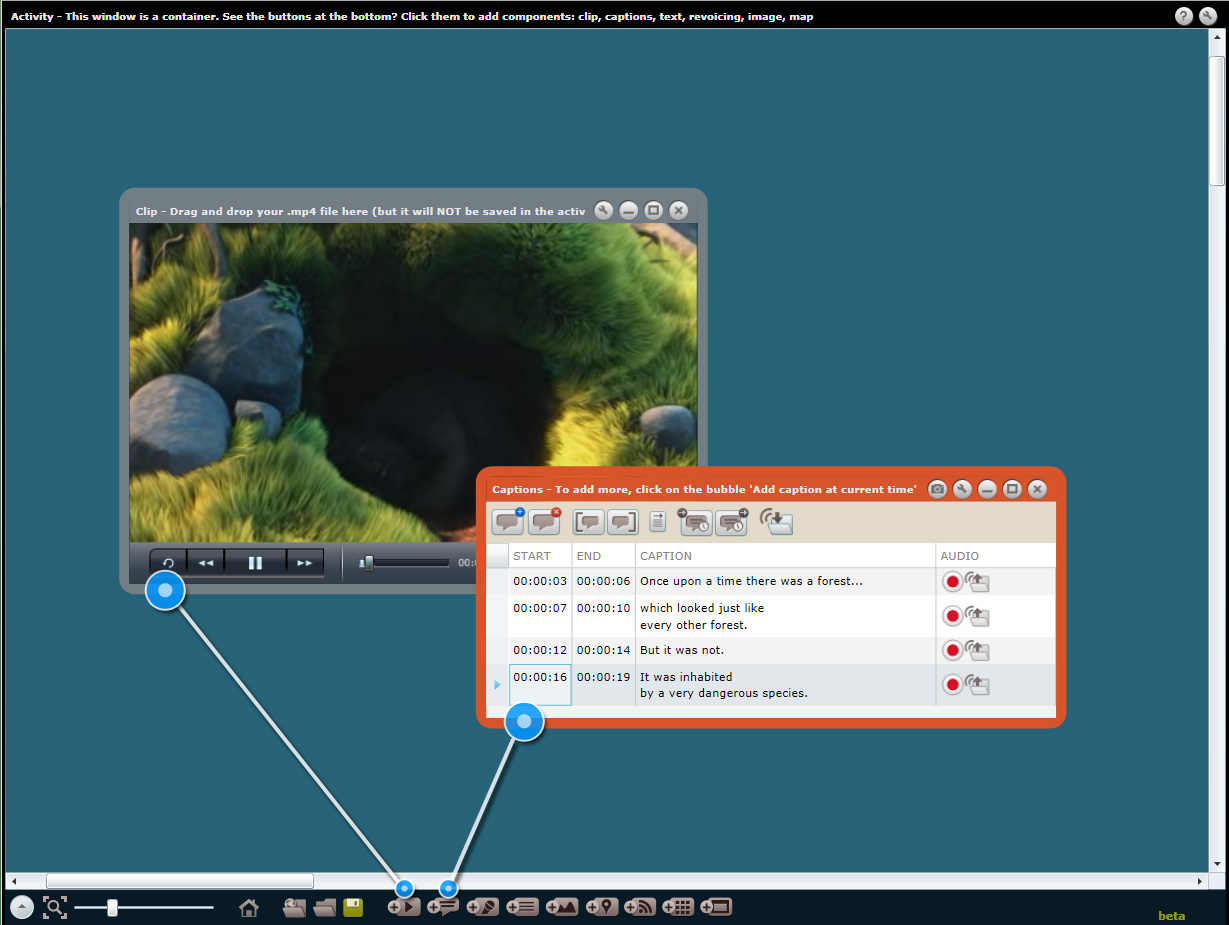 Activity - This window is a container. See the buttons at the bottom? Click them to add components: clip, captions, text, revoicing, image, map
Clip - Drag and drop your .mp4 file here (but it will NOT be saved in the activ
00:
Captions - To add more, click on the bubble 'Add caption at current time'
START END CAPTION AUDIO
00:00:03 00:00:06 Once upon a time there was a forest...
00:00:07 00:00:10 which looked just like
every other forest.
00:00:12 00:00:14 But it was not.
00:00:16 00:00:19 It was inhabited
by a very dangerous species.
beta